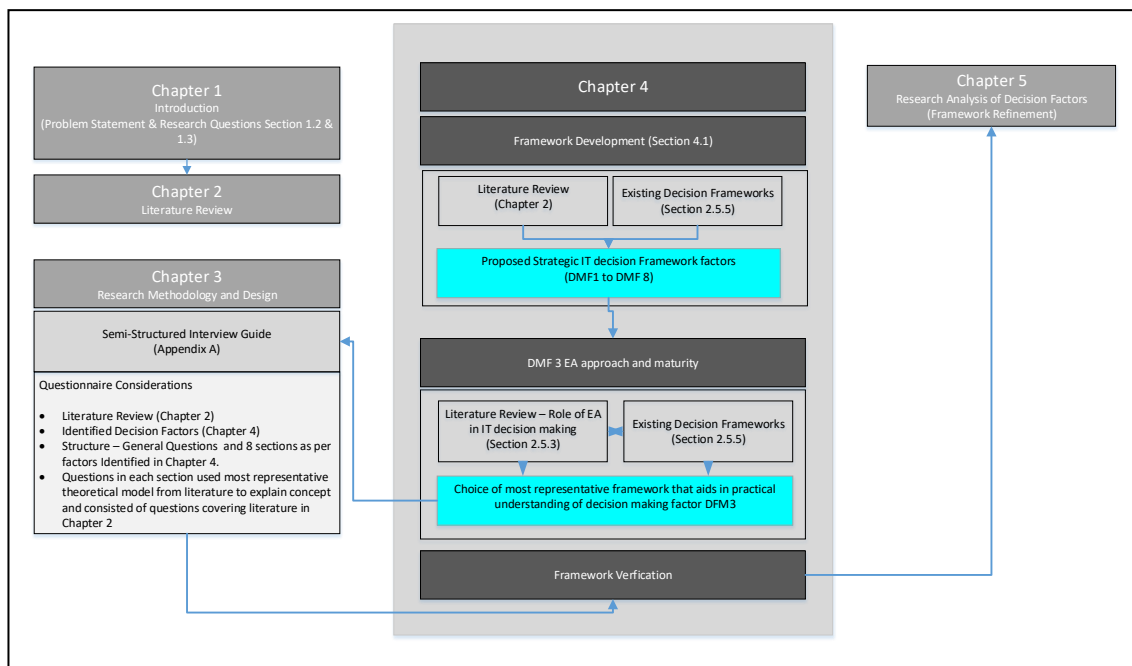 Chapter 1
Introduction
(Problem Statement & Research Questions Section 1.2 &
1.3)
Chapter 2
Literature Review
Chapter 3
Research Methodology and Design
Semi-Structured Interview Guide
(Appendix A)
Questionnaire Considerations
• Literature Review (Chapter 2)
• Identified Decision Factors (Chapter 4)
• Structure – General Questions and 8 sections as per
factors Identified in Chapter 4.
• Questions in each section used most representative
theoretical model from literature to explain concept
and consisted of questions covering literature in
Chapter 2
Chapter 4
Framework Development (Section 4.1)
Literature Review
(Chapter 2)
Existing Decision Frameworks
(Section 2.5.5)
Proposed Strategic IT decision Framework factors
(DMF1 to DMF 8)
DMF 3 EA approach and maturity
Literature Review – Role of EA
in IT decision making
(Section 2.5.3)
Existing Decision Frameworks
(Section 2.5.5)
Choice of most representative framework that aids in practical
understanding of decision making factor DFM3
Framework Verfication
Chapter 5
Research Analysis of Decision Factors
(Framework Refinement)